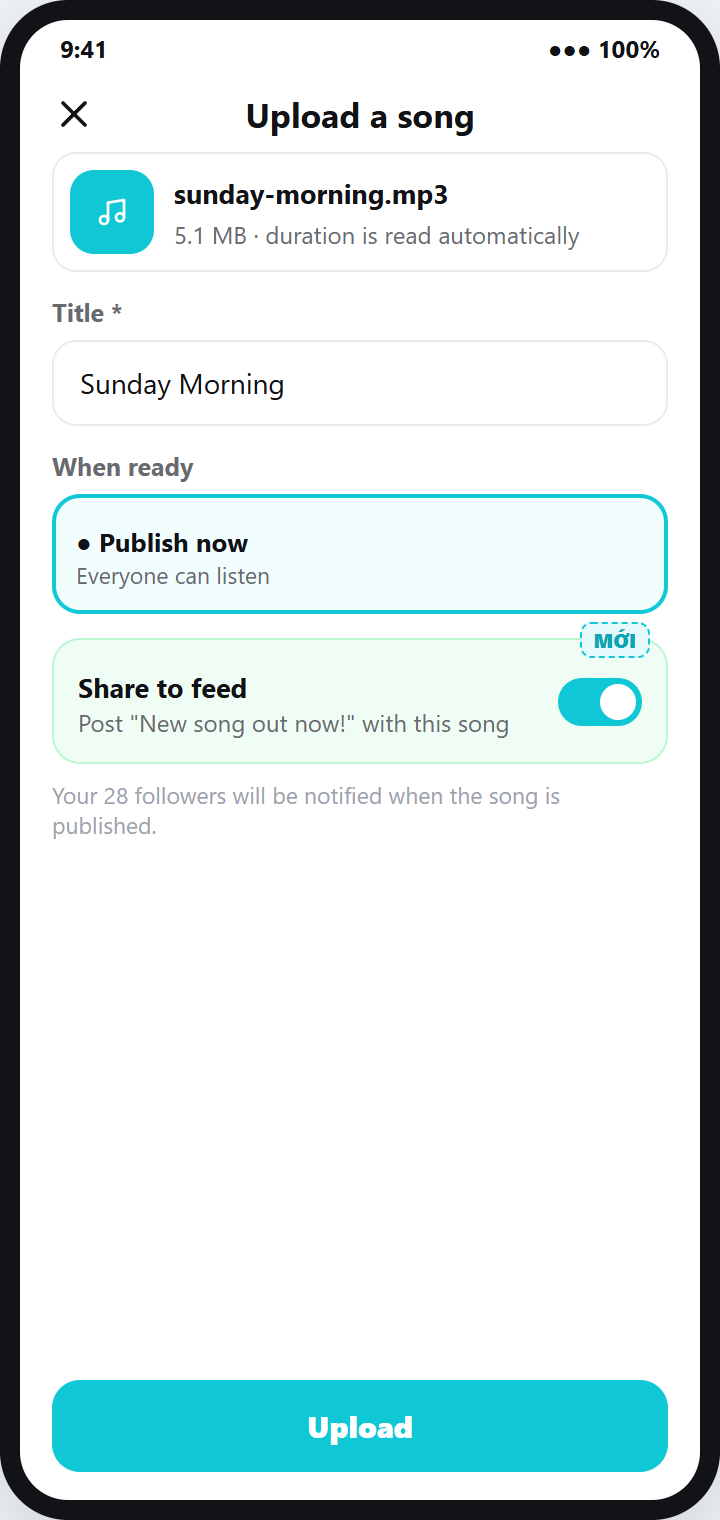 9:41
●●● 100%
Upload a song
sunday-morning.mp3
5.1 MB · duration is read automatically
Title *
Sunday Morning
When ready
● Publish now
Everyone can listen
MỚI
Share to feed
Post "New song out now!" with this song
Your 28 followers will be notified when the song is
published.
Upload